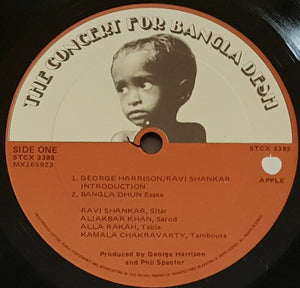 THE CONCERT FOR BANGLA DESH
SIDE ONE
STCX 3385
MX165923
STCX 3385
1. GEORGE HARRISON/RAVI SHANKAR
INTRODUCTION
2. BANGLA DHUN Essex
APPLE
RAVI SHANKAR, Sitar
ALIAKBAR KHAN, Sarod
ALLA RAKAH, Tabla
KAMALA CHAKRAVARTY, Tamboura
Produced by George Harrison
and Phil Spector